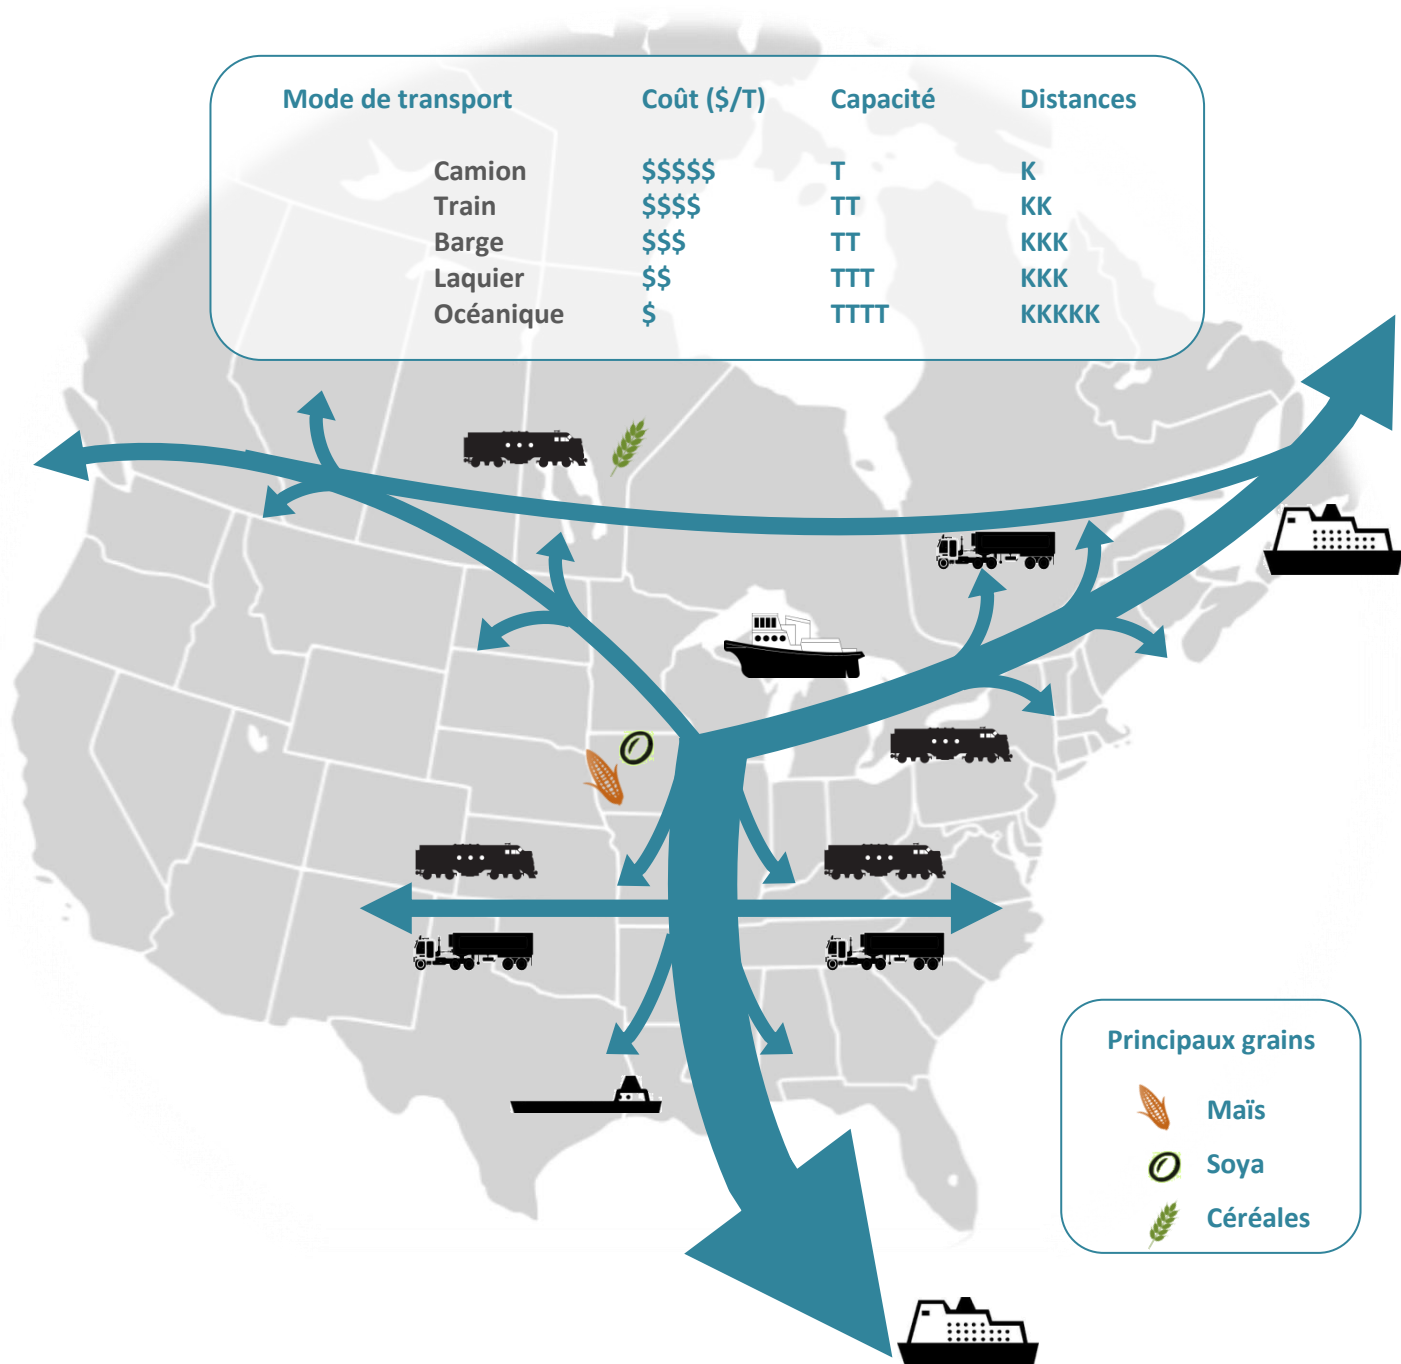 Mode de transport Coût ($/T) Capacité Distances
Camion $$$$$ T K
Train $$$$ TT KK
Barge $$$ TT KKK
Laquier $$ TTT KKK
Océanique $ TTTT KKKKK
Principaux grains
Maïs
Soya
Céréales